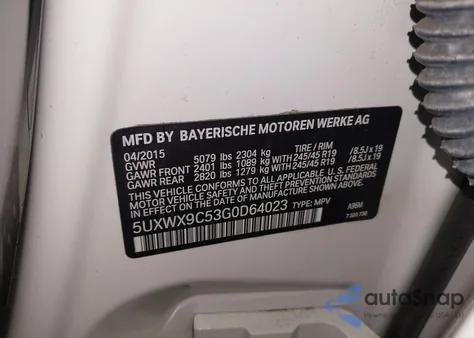 MFD BY BAYERISCHE MOTOREN WERKE AG
04/2015 TIRE / RIM
GVWR 5079 lbs 2304 kg
GAWR FRONT 2401 lbs 1089 kg WITH 245/45 R19 /8.5J x 19
GAWR REAR 2820 lbs 1279 kg WITH 245/45 R19 /8.5J x 19
THIS VEHICLE CONFORMS TO ALL APPLICABLE U.S. FEDERAL
MOTOR VEHICLE SAFETY, BUMPER, AND THEFT PREVENTION
STANDARDS IN EFFECT ON THE DATE OF MANUFACTURE SHOWN ABOVE.
5UXWX9C53G0D64023 TYPE: MPV
autoSnap